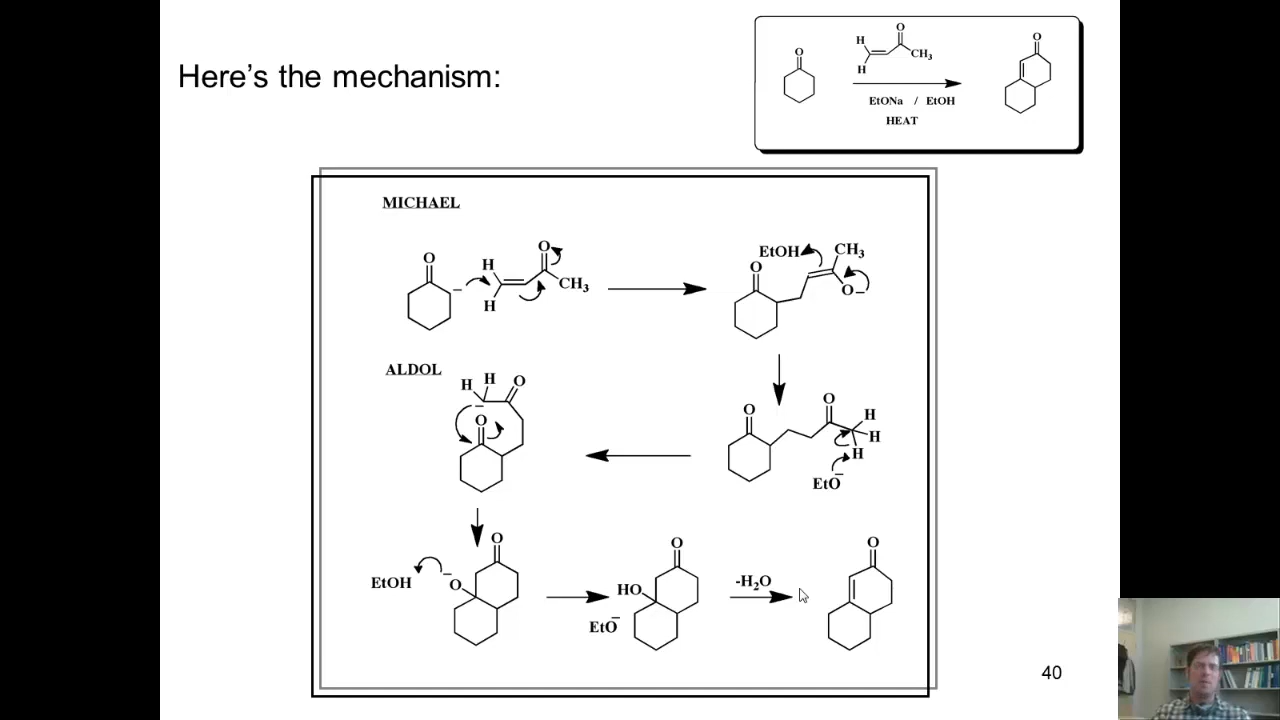 Here's the mechanism:
O
H
O
CH3
H
EtONa / EtOH
HEAT
O
MICHAEL
O
−
H
H
O
CH3
O
EtOH
CH3
O−
ALDOL
H H O
−
O
O
O
H
H
H
EtO−
EtOH
−
O
O
O
HO
EtO−
-H2O
O
40